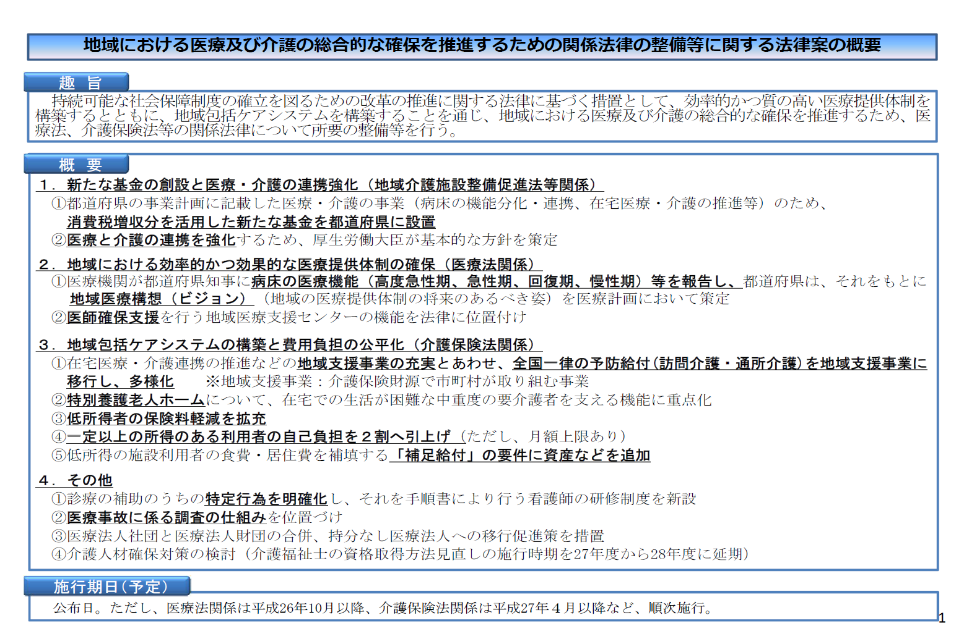 地域における医療及び介護の総合的な確保を推進するための関係法律の整備等に関する法律案の概要
趣 旨
持続可能な社会保障制度の確立を図るための改革の推進に関する法律に基づく措置として、効率的かつ質の高い医療提供体制を
構築するとともに、地域包括ケアシステムを構築することを通じ、地域における医療及び介護の総合的な確保を推進するため、医
療法、介護保険法等の関係法律について所要の整備等を行う。
概 要
1．新たな基金の創設と医療・介護の連携強化（地域介護施設整備促進法等関係）
①都道府県の事業計画に記載した医療・介護の事業（病床の機能分化・連携、在宅医療・介護の推進等）のため、
消費税増収分を活用した新たな基金を都道府県に設置
②医療と介護の連携を強化するため、厚生労働大臣が基本的な方針を策定
2．地域における効率的かつ効果的な医療提供体制の確保（医療法関係）
①医療機関が都道府県知事に病床の医療機能（高度急性期、急性期、回復期、慢性期）等を報告し、都道府県は、それをもとに
地域医療構想（ビジョン）（地域の医療提供体制の将来のあるべき姿）を医療計画において策定
②医師確保支援を行う地域医療支援センターの機能を法律に位置付け
3．地域包括ケアシステムの構築と費用負担の公平化（介護保険法関係）
①在宅医療・介護連携の推進などの地域支援事業の充実とあわせ、全国一律の予防給付（訪問介護・通所介護）を地域支援事業に
移行し、多様化 ※地域支援事業：介護保険財源で市町村が取り組む事業
②特別養護老人ホームについて、在宅での生活が困難な中重度の要介護者を支える機能に重点化
③低所得者の保険料軽減を拡充
④一定以上の所得のある利用者の自己負担を２割へ引上げ（ただし、月額上限あり）
⑤低所得の施設利用者の食費・居住費を補填する「補足給付」の要件に資産などを追加
4．その他
①診療の補助のうちの特定行為を明確化し、それを手順書により行う看護師の研修制度を新設
②医療事故に係る調査の仕組みを位置づけ
③医療法人社団と医療法人財団の合併、持分なし医療法人への移行促進策を措置
④介護人材確保対策の検討（介護福祉士の資格取得方法見直しの施行時期を27年度から28年度に延期）
施行期日（予定）
公布日。ただし、医療法関係は平成26年10月以降、介護保険法関係は平成27年４月以降など、順次施行。
1